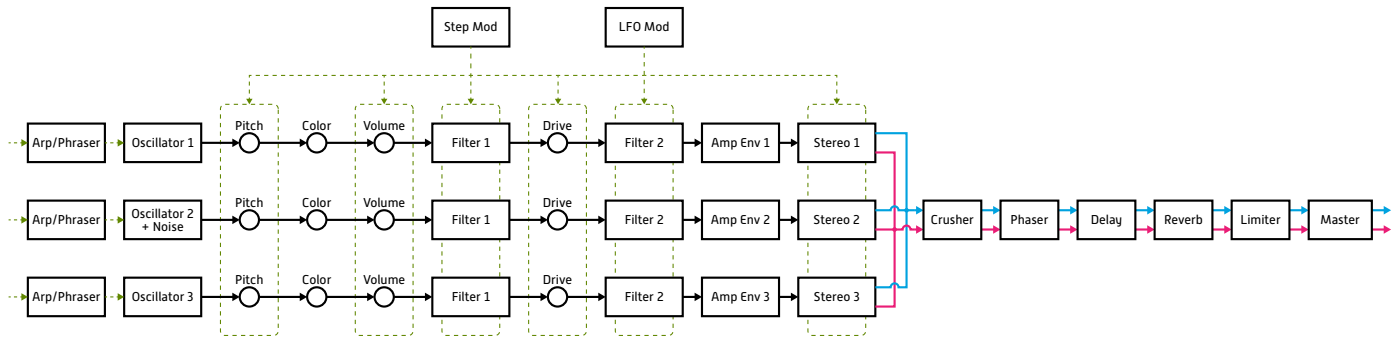 Step Mod
LFO Mod
Pitch
Color
Volume
Drive
Arp/Phraser
Oscillator 1
Filter 1
Filter 2
Amp Env 1
Stereo 1
Pitch
Color
Volume
Drive
Arp/Phraser
Oscillator 2
+ Noise
Filter 1
Filter 2
Amp Env 2
Stereo 2
Crusher
Phaser
Delay
Reverb
Limiter
Master
Pitch
Color
Volume
Drive
Arp/Phraser
Oscillator 3
Filter 1
Filter 2
Amp Env 3
Stereo 3